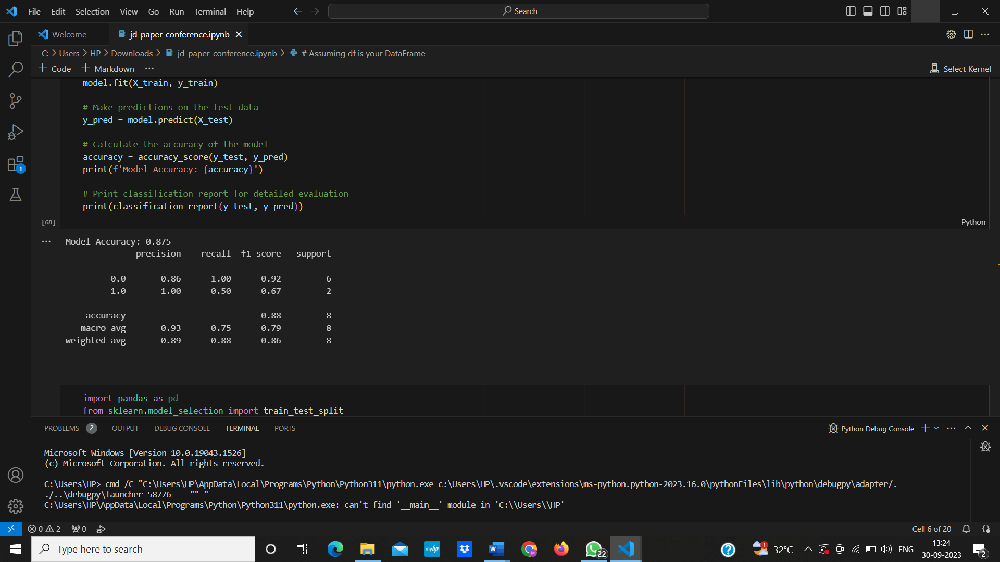 File Edit Selection View Go Run Terminal Help
Search
Welcome
jd-paper-conference.ipynb
C: > Users > HP > Downloads > jd-paper-conference.ipynb > # Assuming df is your DataFrame
+ Code + Markdown ...
Select Kernel
model.fit(X_train, y_train)
# Make predictions on the test data
y_pred = model.predict(X_test)
# Calculate the accuracy of the model
accuracy = accuracy_score(y_test, y_pred)
print(f'Model Accuracy: {accuracy}')
# Print classification report for detailed evaluation
print(classification_report(y_test, y_pred))
[68]
Python
... Model Accuracy: 0.875
precision recall f1-score support
0.0 0.86 1.00 0.92 6
1.0 1.00 0.50 0.67 2
accuracy 0.88 8
macro avg 0.93 0.75 0.79 8
weighted avg 0.89 0.88 0.86 8
import pandas as pd
from sklearn.model_selection import train_test_split
PROBLEMS 2 OUTPUT DEBUG CONSOLE TERMINAL PORTS
Python Debug Console
Microsoft Windows [Version 10.0.19043.1526]
(c) Microsoft Corporation. All rights reserved.
C:\Users\HP> cmd /C "C:\Users\HP\AppData\Local\Programs\Python\Python311\python.exe c:\Users\HP\.vscode\extensions\ms-python.python-2023.16.0\pythonFiles\lib\python\debugpy\adapter/.
./..\debugpy\launcher 58776 -- "" "
C:\Users\HP\AppData\Local\Programs\Python\Python311\python.exe: can't find '__main__' module in 'C:\\Users\\HP'
1
0 2 0
Cell 6 of 20
Type here to search
myhp
W
M
22
1
32°C
ENG
13:24
30-09-2023
2